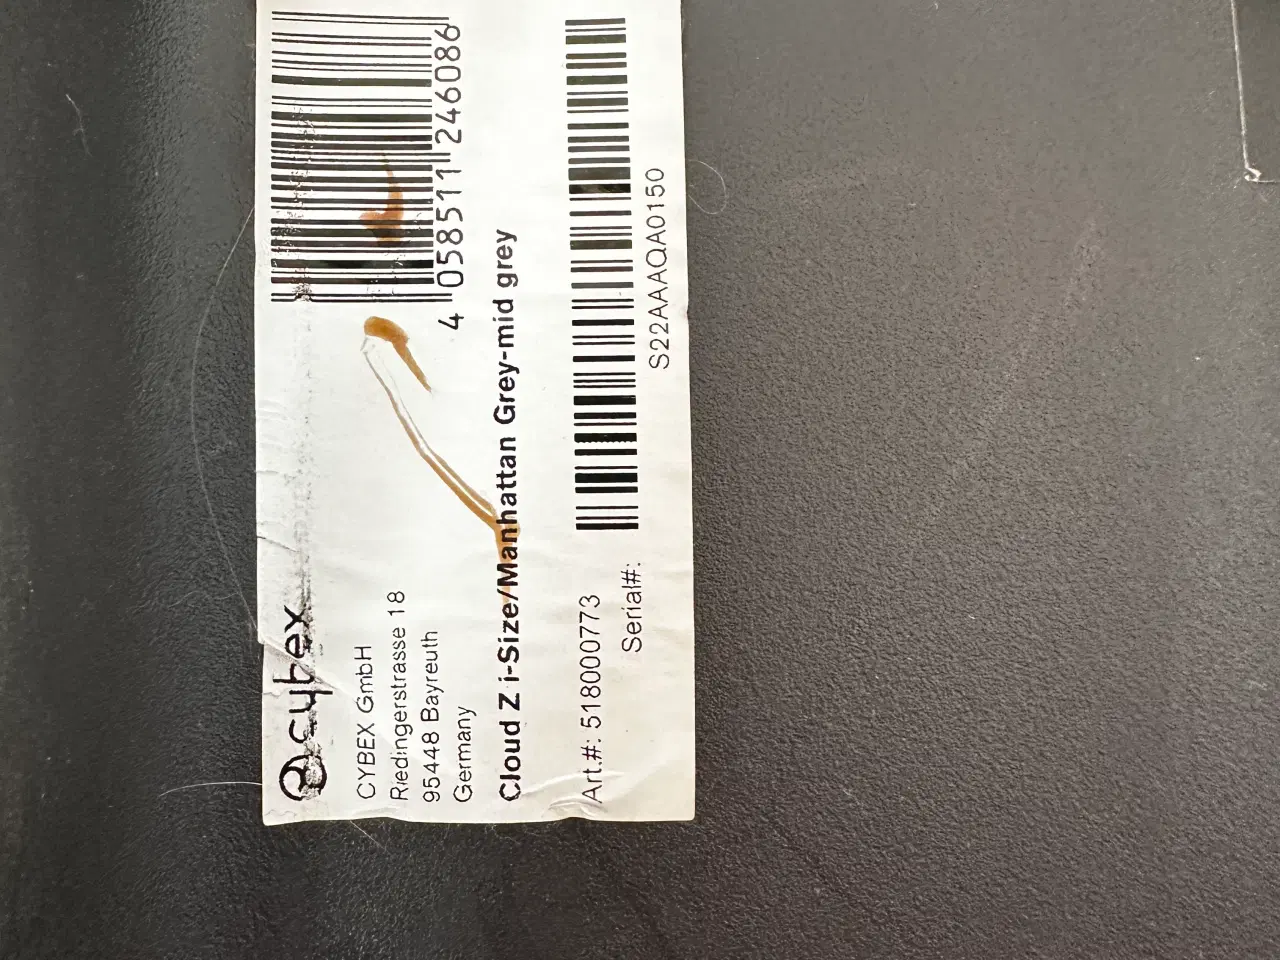 cybex
4 058511 246086
CYBEX GmbH
Riedingerstrasse 18
95448 Bayreuth
Germany
Cloud Z i-Size/Manhattan Grey-mid grey
Art.#: 518000773
Serial#:
S22AAAQA0150